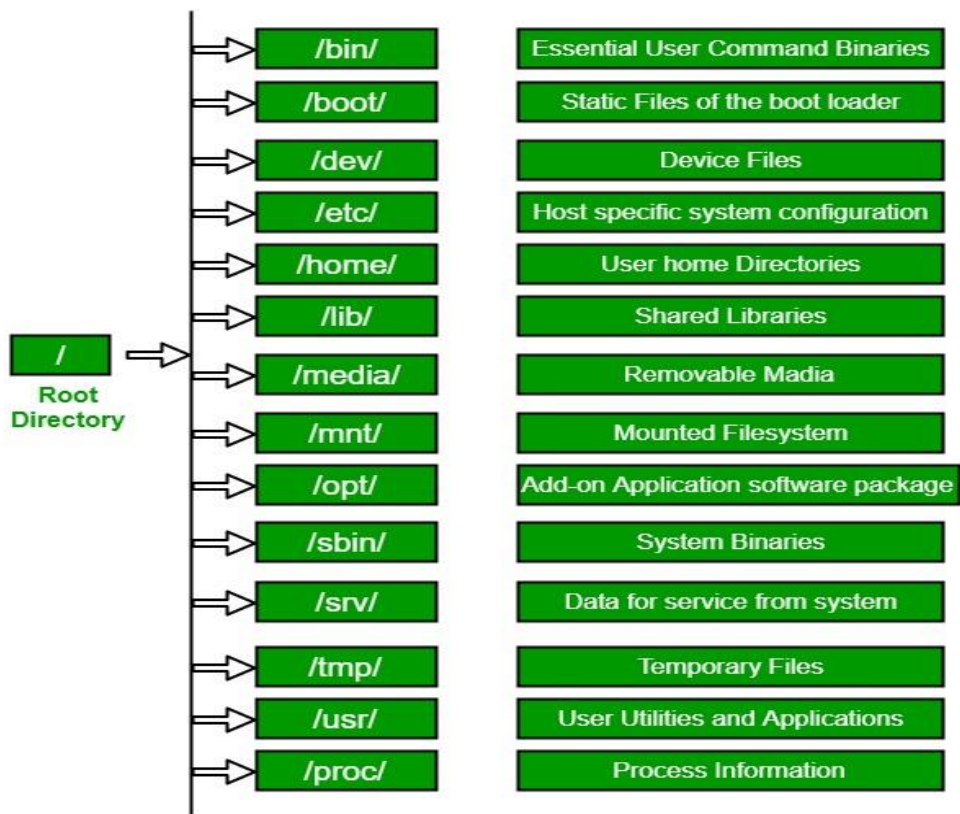 /bin/ Essential User Command Binaries
/boot/ Static Files of the boot loader
/dev/ Device Files
/etc/ Host specific system configuration
/home/ User home Directories
/lib/ Shared Libraries
/
Root
Directory
/media/ Removable Madia
/mnt/ Mounted Filesystem
/opt/ Add-on Application software package
/sbin/ System Binaries
/srv/ Data for service from system
/tmp/ Temporary Files
/usr/ User Utilities and Applications
/proc/ Process Information